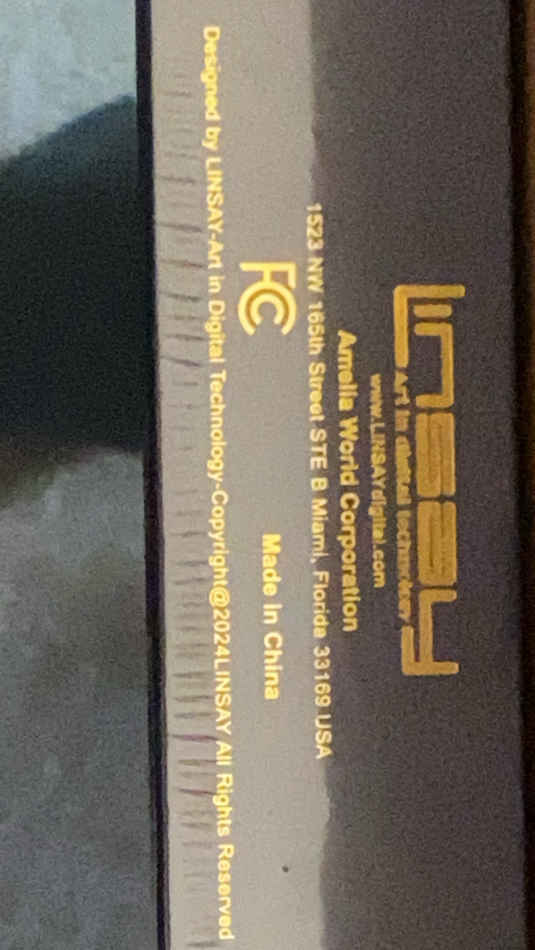 Linsay
Art in digital technology
www.LINSAYdigital.com
Amelia World Corporation
1523 NW 165th Street STE B Miami, Florida 33169 USA
FC
Made in China
Designed by LINSAY-Art in Digital Technology-Copyright@2024LINSAY All Rights Reserved